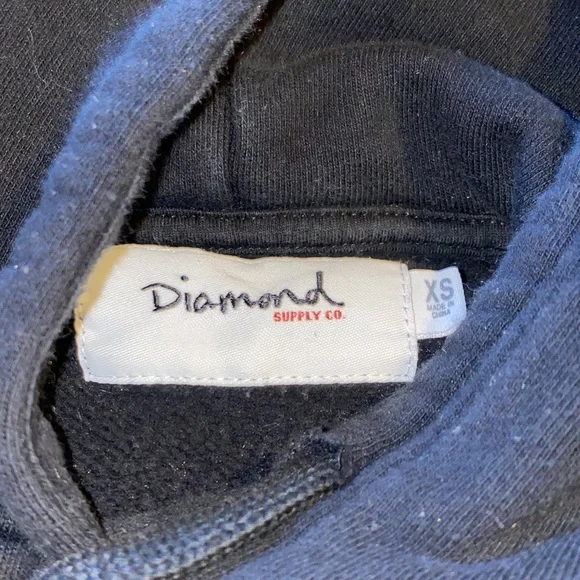 Diamond
SUPPLY CO.
XS
MADE IN
CHINA